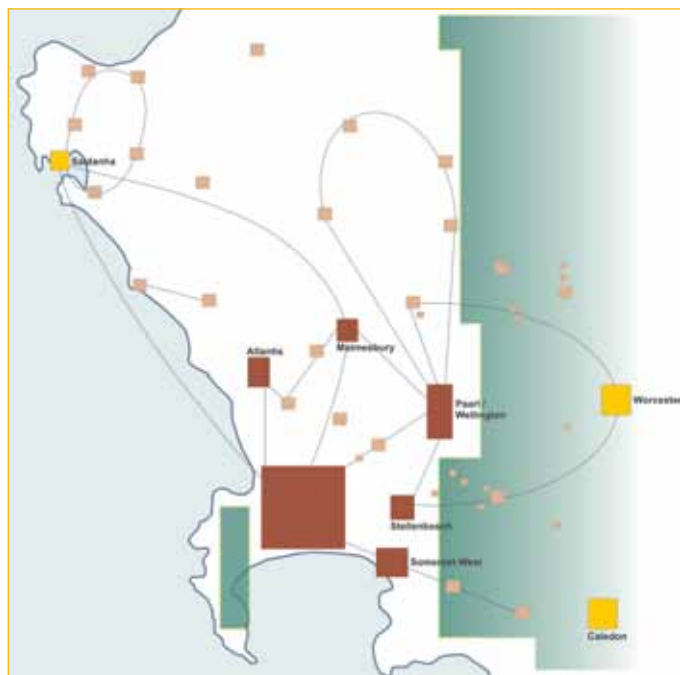 Saldanha
Malmesbury
Atlantis
Paarl /
Wellington
Worcester
Stellenbosch
Somerset West
Caledon